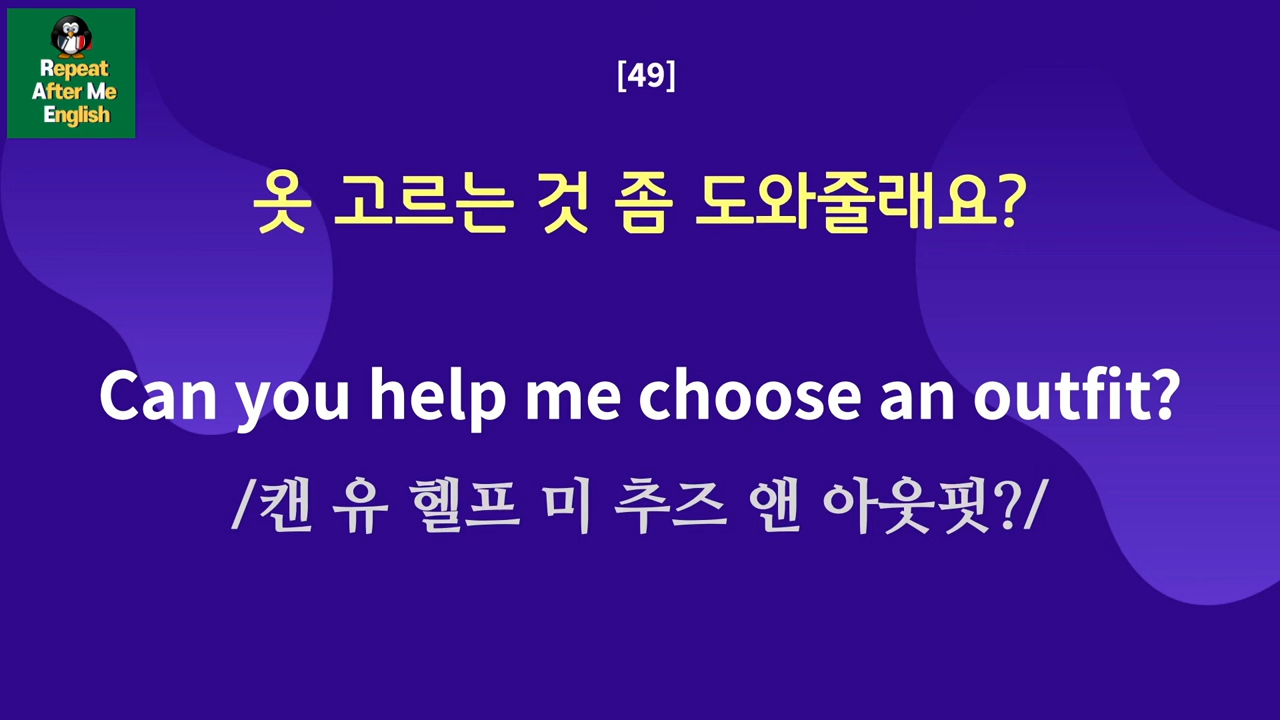 Repeat
After Me
English
[49]
옷 고르는 것 좀 도와줄래요?
Can you help me choose an outfit?
/캔 유 헬프 미 추즈 앤 아웃핏?/